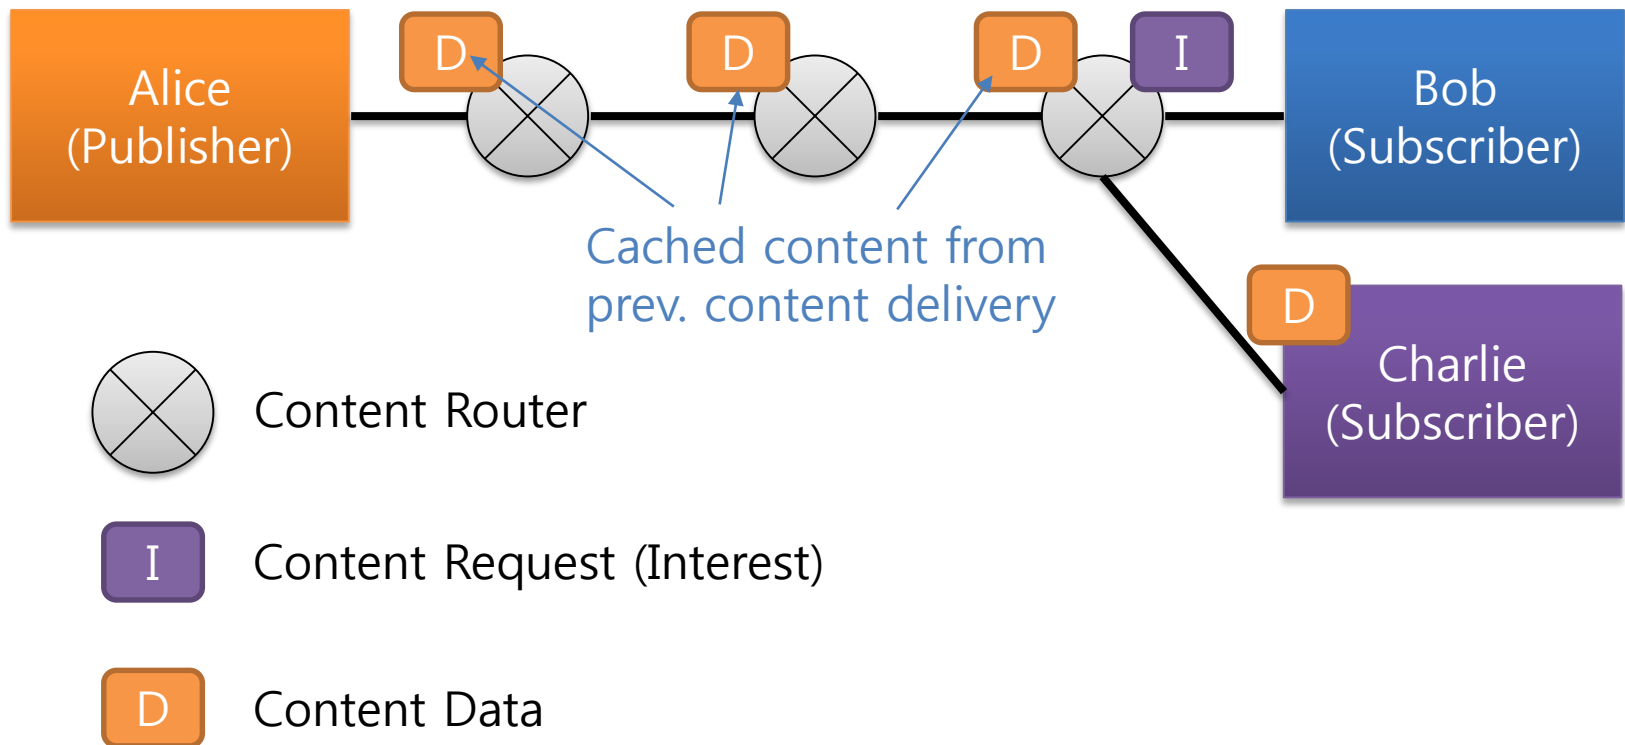 D
D
D
I
Alice
(Publisher)
Bob
(Subscriber)
Cached content from
prev. content delivery
D
Charlie
(Subscriber)
Content Router
I
Content Request (Interest)
D
Content Data